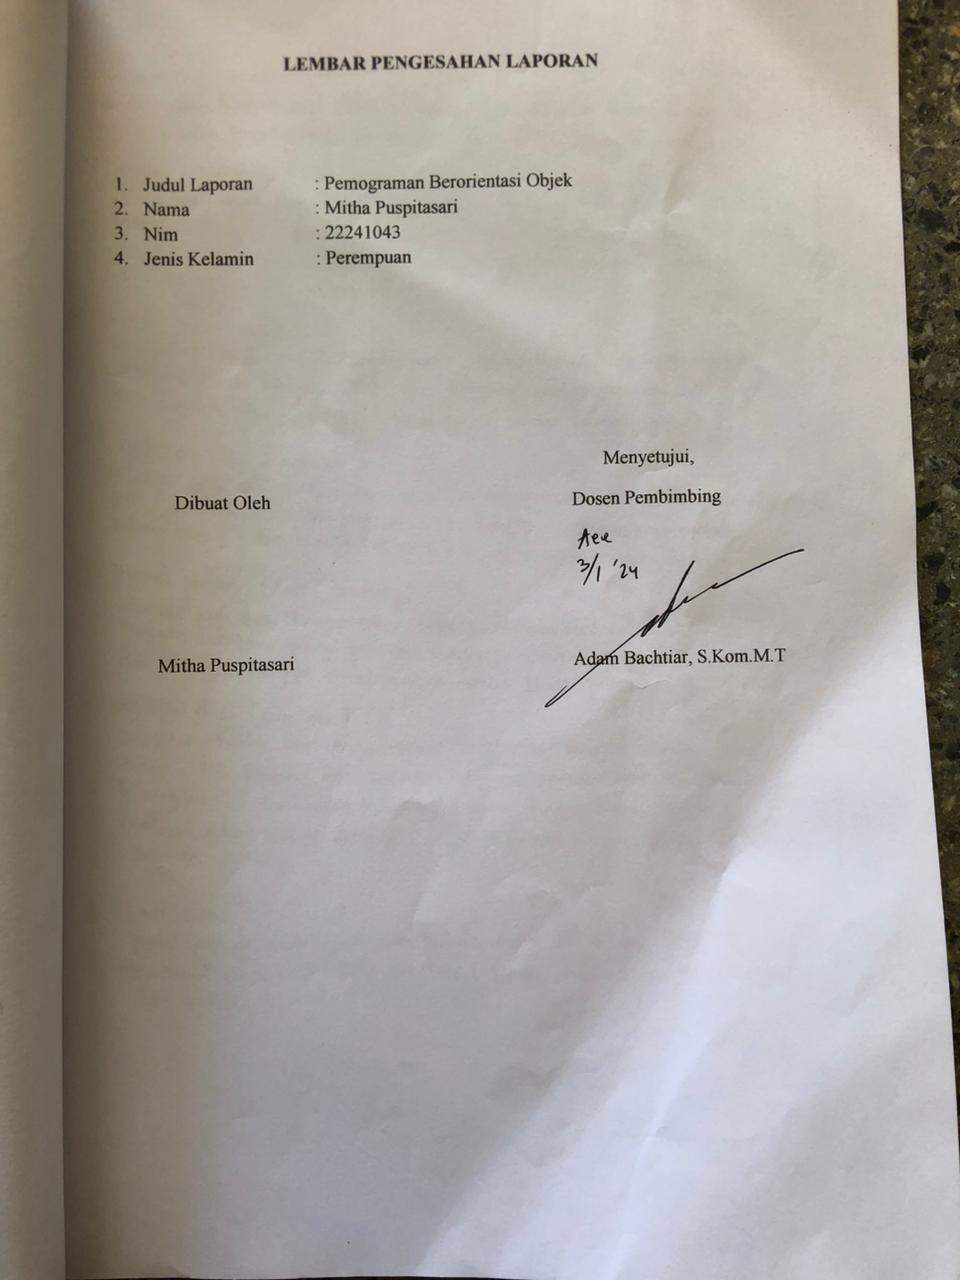 LEMBAR PENGESAHAN LAPORAN
1. Judul Laporan : Pemograman Berorientasi Objek
2. Nama : Mitha Puspitasari
3. Nim : 22241043
4. Jenis Kelamin : Perempuan
Menyetujui,
Dibuat Oleh
Dosen Pembimbing
Acc
3/1 '24
Mitha Puspitasari
Adam Bachtiar, S.Kom.M.T